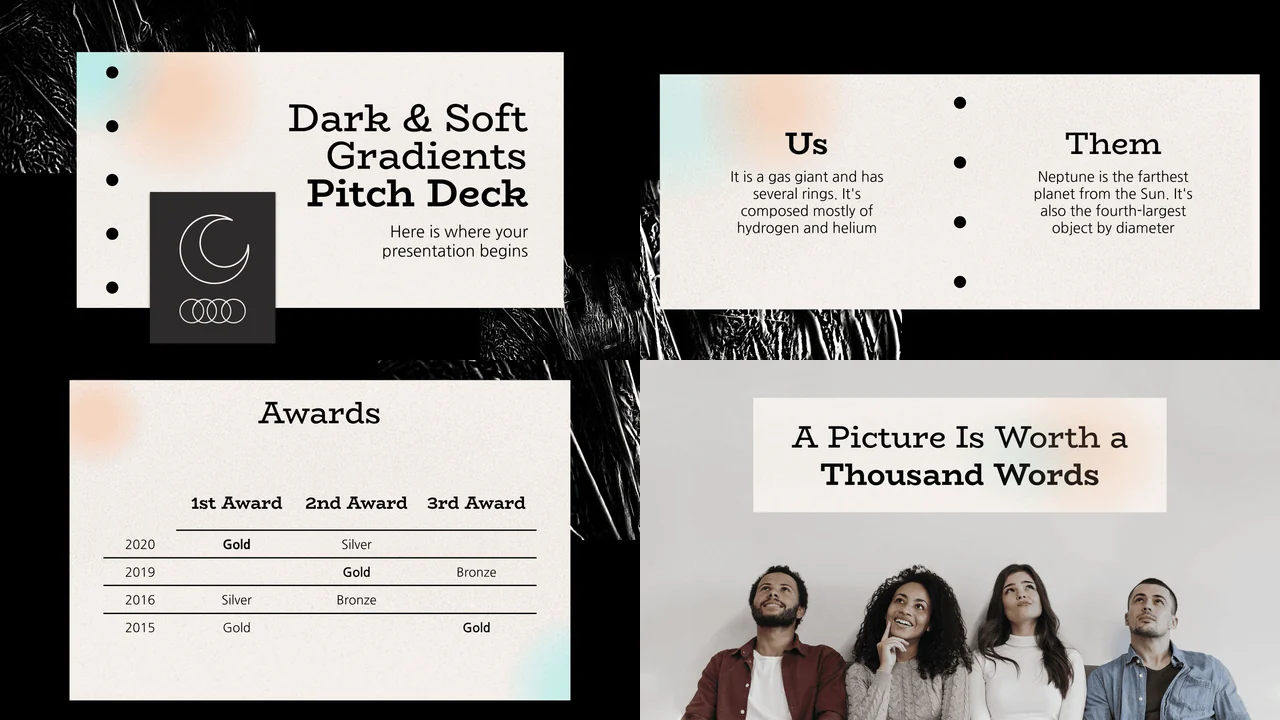 Dark & Soft
Gradients
Pitch Deck
Here is where your
presentation begins
Us
It is a gas giant and has
several rings. It's
composed mostly of
hydrogen and helium
Them
Neptune is the farthest
planet from the Sun. It's
also the fourth-largest
object by diameter
Awards
1st Award 2nd Award 3rd Award
2020 Gold Silver
2019 Gold Bronze
2016 Silver Bronze
2015 Gold Gold
A Picture Is Worth a
Thousand Words